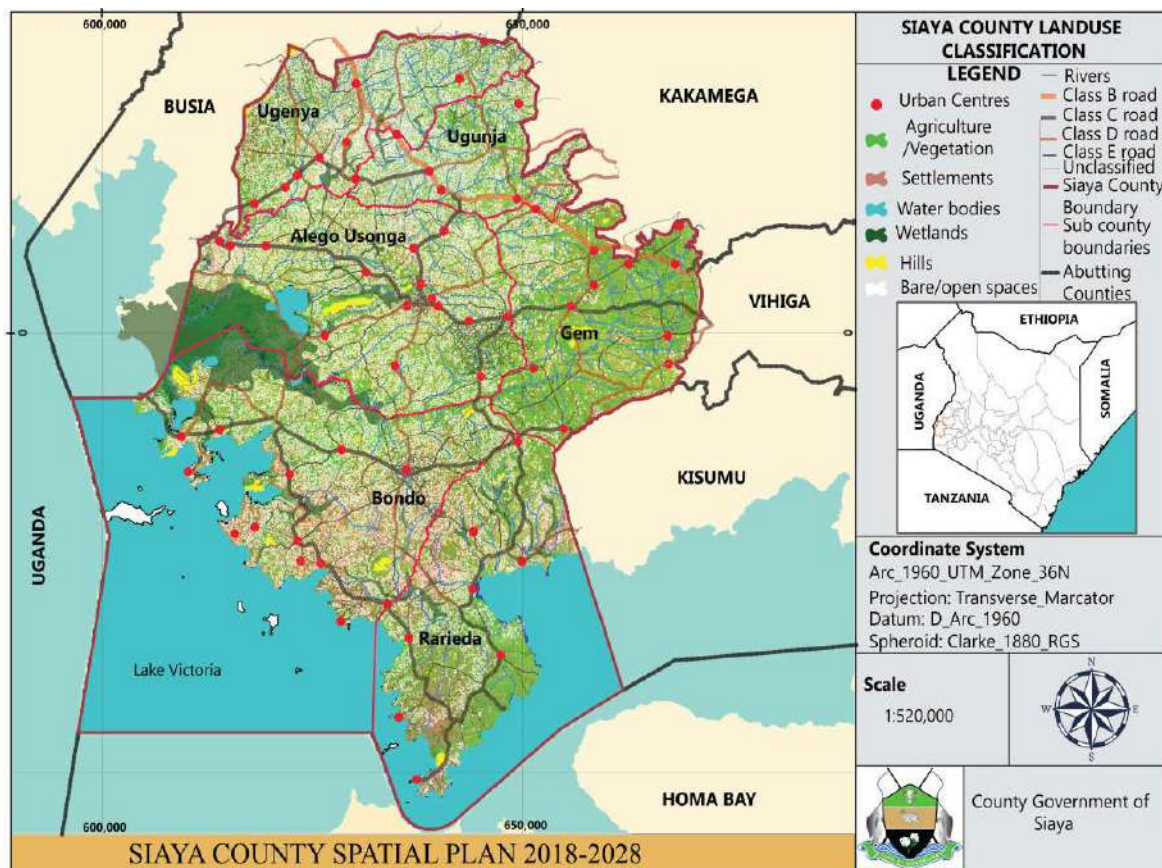 600,000
650,000
BUSIA
KAKAMEGA
Ugenya
Ugunja
Alego Usonga
VIHIGA
Gem
0
0
KISUMU
Bondo
UGANDA
Rarieda
Lake Victoria
HOMA BAY
600,000
650,000
SIAYA COUNTY SPATIAL PLAN 2018-2028
SIAYA COUNTY LANDUSE
CLASSIFICATION
LEGEND
Urban Centres
Agriculture
/Vegetation
Settlements
Water bodies
Wetlands
Hills
Bare/open spaces
Rivers
Class B road
Class C road
Class D road
Class E road
Unclassified
Siaya County
Boundary
Sub county
boundaries
Abutting
Counties
ETHIOPIA
UGANDA
SOMALIA
TANZANIA
Coordinate System
Arc_1960_UTM_Zone_36N
Projection: Transverse_Marcator
Datum: D_Arc_1960
Spheroid: Clarke_1880_RGS
Scale
1:520,000
N
W
E
S
County Government of
Siaya